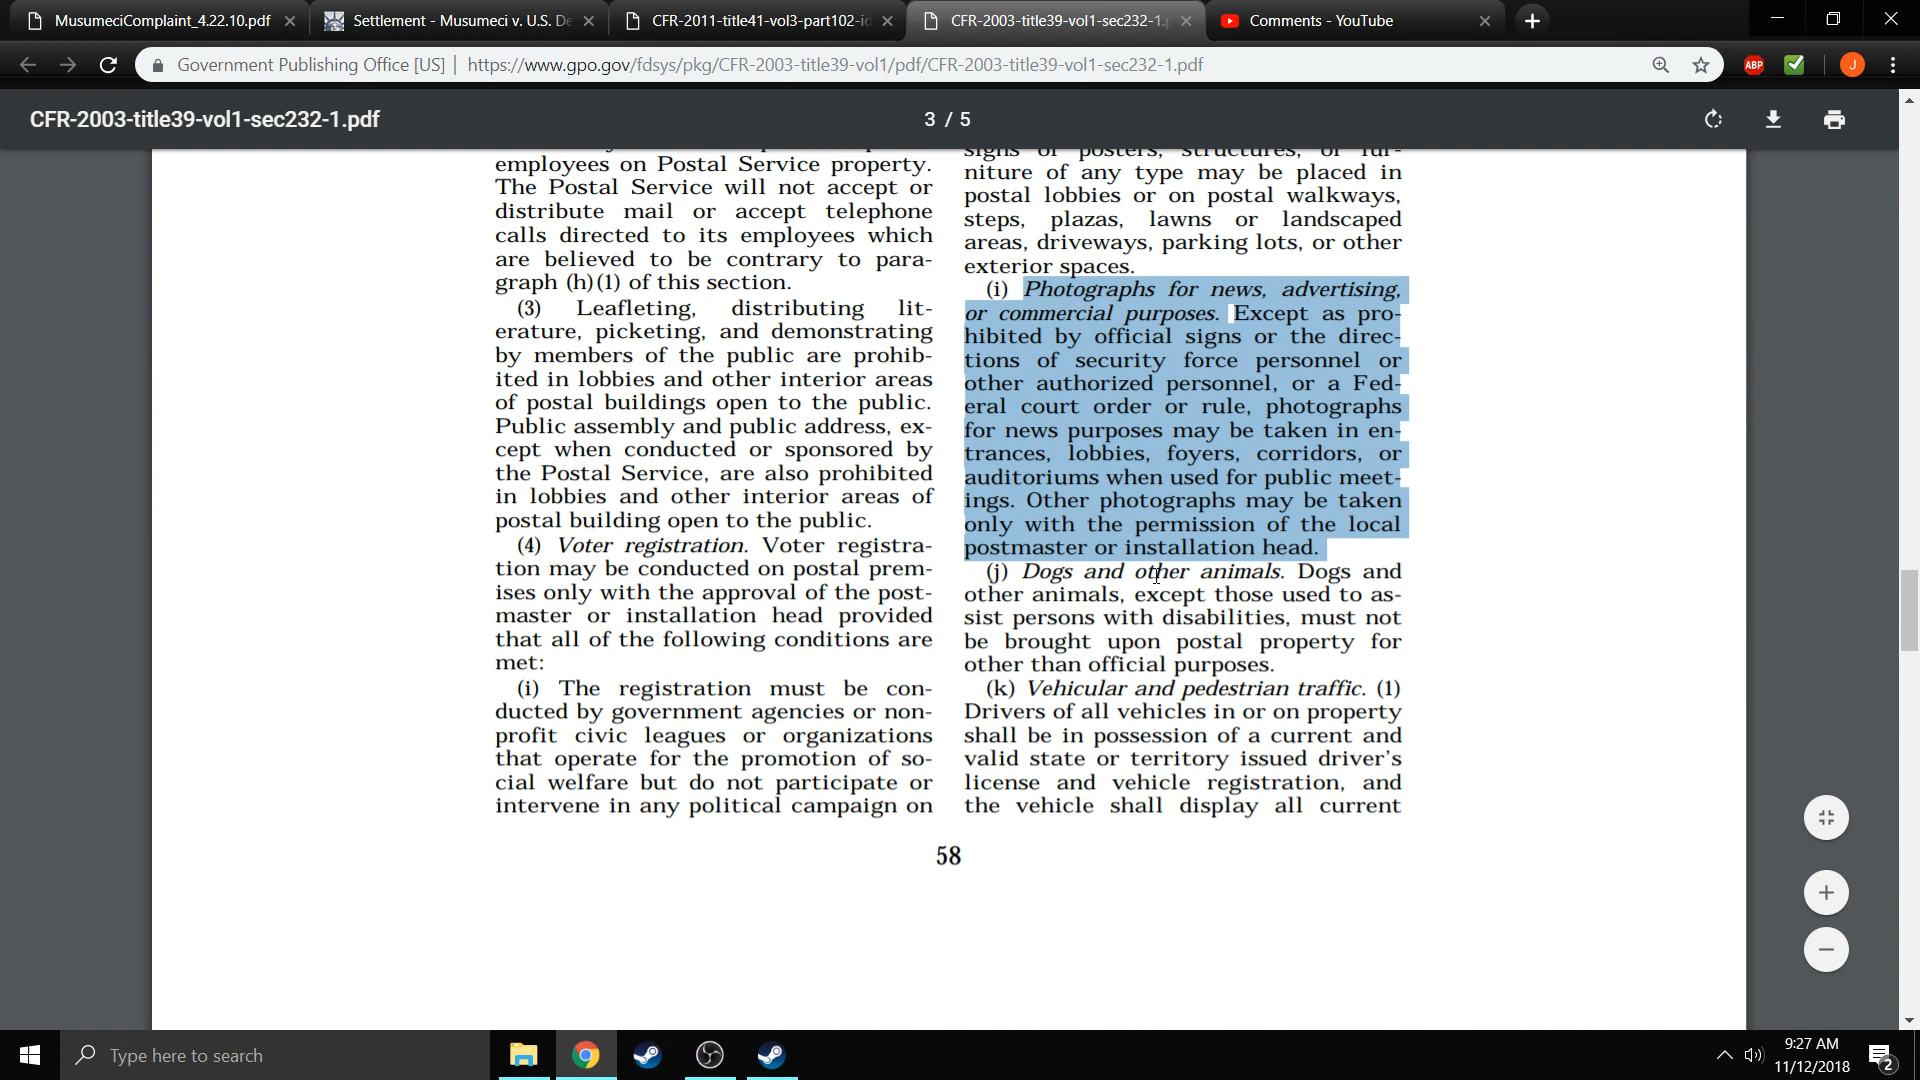 MusumeciComplaint_4.22.10.pdf
Settlement - Musumeci v. U.S. De
CFR-2011-title41-vol3-part102-id
CFR-2003-title39-vol1-sec232-1.p
Comments - YouTube
Government Publishing Office [US] | https://www.gpo.gov/fdsys/pkg/CFR-2003-title39-vol1/pdf/CFR-2003-title39-vol1-sec232-1.pdf
ABP
J
CFR-2003-title39-vol1-sec232-1.pdf
3 / 5
employees on Postal Service property.
The Postal Service will not accept or
distribute mail or accept telephone
calls directed to its employees which
are believed to be contrary to para-
graph (h)(1) of this section.
(3) Leafleting, distributing lit-
erature, picketing, and demonstrating
by members of the public are prohib-
ited in lobbies and other interior areas
of postal buildings open to the public.
Public assembly and public address, ex-
cept when conducted or sponsored by
the Postal Service, are also prohibited
in lobbies and other interior areas of
postal building open to the public.
(4) Voter registration. Voter registra-
tion may be conducted on postal prem-
ises only with the approval of the post-
master or installation head provided
that all of the following conditions are
met:
(i) The registration must be con-
ducted by government agencies or non-
profit civic leagues or organizations
that operate for the promotion of so-
cial welfare but do not participate or
intervene in any political campaign on
signs or posters, structures, or fur-
niture of any type may be placed in
postal lobbies or on postal walkways,
steps, plazas, lawns or landscaped
areas, driveways, parking lots, or other
exterior spaces.
(i) Photographs for news, advertising,
or commercial purposes. Except as pro-
hibited by official signs or the direc-
tions of security force personnel or
other authorized personnel, or a Fed-
eral court order or rule, photographs
for news purposes may be taken in en-
trances, lobbies, foyers, corridors, or
auditoriums when used for public meet-
ings. Other photographs may be taken
only with the permission of the local
postmaster or installation head.
(j) Dogs and other animals. Dogs and
other animals, except those used to as-
sist persons with disabilities, must not
be brought upon postal property for
other than official purposes.
(k) Vehicular and pedestrian traffic. (1)
Drivers of all vehicles in or on property
shall be in possession of a current and
valid state or territory issued driver's
license and vehicle registration, and
the vehicle shall display all current
58
Type here to search
9:27 AM
11/12/2018
2